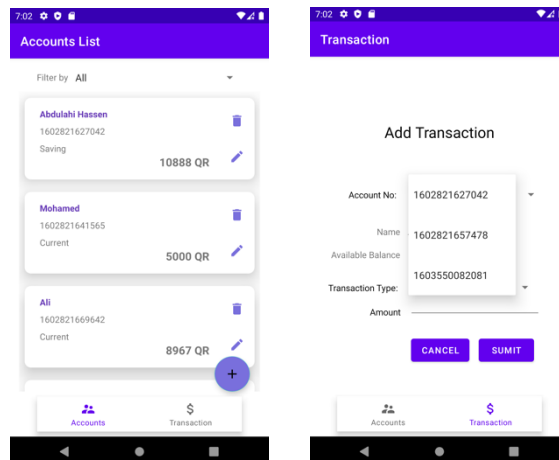 7:02
Accounts List
Filter by All
Abdulahi Hassen
1602821627042
Saving
10888 QR
Mohamed
1602821641565
Current
5000 QR
Ali
1602821669642
Current
8967 QR
+
Accounts
$
Transaction
7:02
Transaction
Add Transaction
Account No:
1602821627042
Name
1602821657478
Available Balance
1603550082081
Transaction Type:
Amount
CANCEL
SUMIT
Accounts
$
Transaction